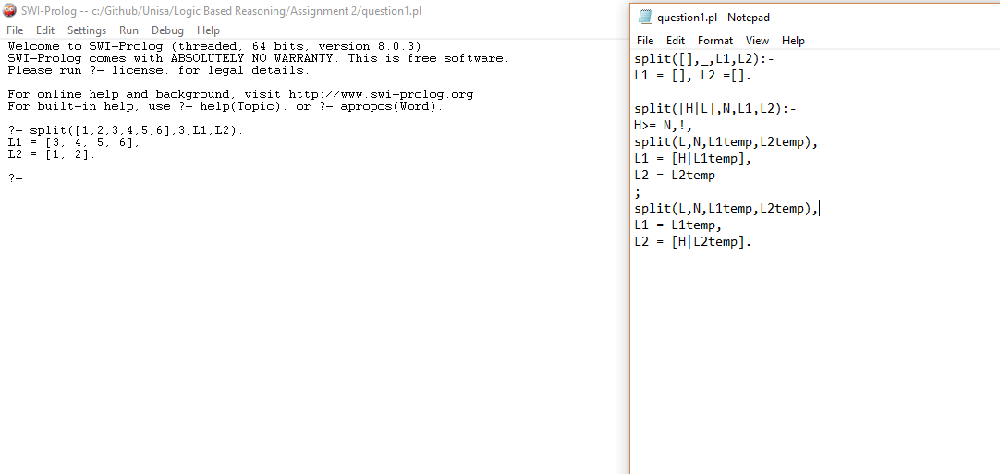 SWI-Prolog -- c:/Github/Unisa/Logic Based Reasoning/Assignment 2/question1.pl
File Edit Settings Run Debug Help
Welcome to SWI-Prolog (threaded, 64 bits, version 8.0.3)
SWI-Prolog comes with ABSOLUTELY NO WARRANTY. This is free software.
Please run ?- license. for legal details.
For online help and background, visit http://www.swi-prolog.org
For built-in help, use ?- help(Topic). or ?- apropos(Word).
?- split([1,2,3,4,5,6],3,L1,L2).
L1 = [3, 4, 5, 6],
L2 = [1, 2].
?-
question1.pl - Notepad
File Edit Format View Help
split([],_,L1,L2):-
L1 = [], L2 =[].
split([H|L],N,L1,L2):-
H>= N,!,
split(L,N,L1temp,L2temp),
L1 = [H|L1temp],
L2 = L2temp
;
split(L,N,L1temp,L2temp),
L1 = L1temp,
L2 = [H|L2temp].